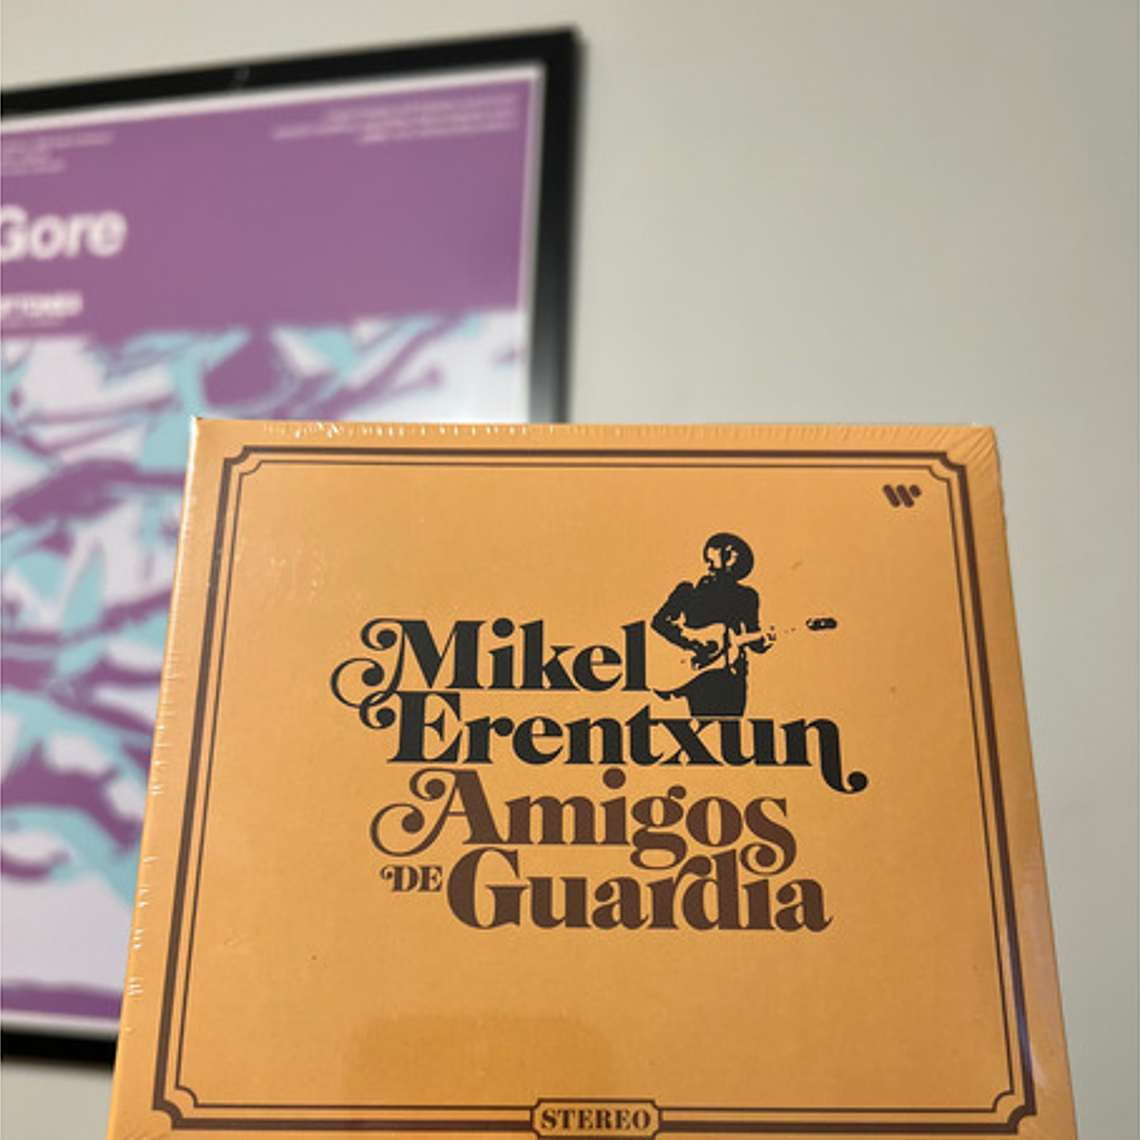 Gore
Mikel
Erentxun
Amigos
DE Guardia
STEREO